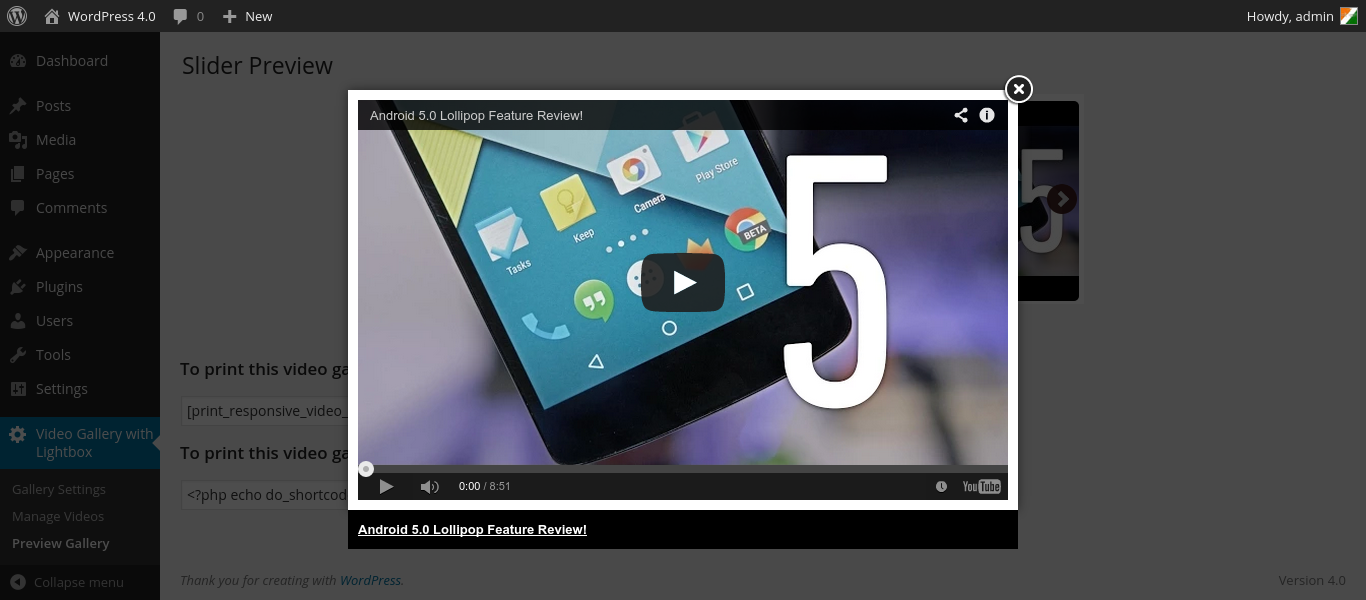 WordPress 4.0
0
New
Howdy, admin
Dashboard
Posts
Media
Pages
Comments
Appearance
Plugins
Users
Tools
Settings
Video Gallery with
Lightbox
Gallery Settings
Manage Videos
Preview Gallery
Collapse menu
Slider Preview
Android 5.0 Lollipop Feature Review!
Play Store
Camera
Keep
Tasks
BETA
5
0:00 / 8:51
YouTube
Android 5.0 Lollipop Feature Review!
5
To print this video ga
[print_responsive_video_
To print this video ga
<?php echo do_shortcod
Thank you for creating with WordPress.
Version 4.0